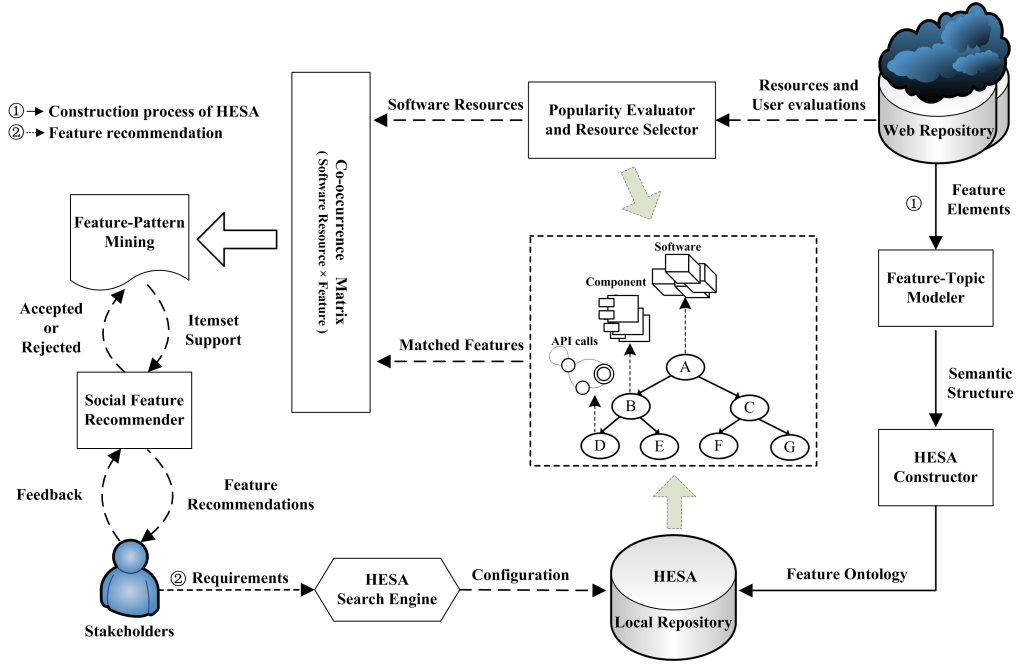 ① Construction process of HESA
② Feature recommendation
Software Resources
Popularity Evaluator
and Resource Selector
Resources and
User evaluations
Web Repository
Co-occurrence Matrix
( Software Resource × Feature )
Feature-Pattern
Mining
①
Feature
Elements
Feature-Topic
Modeler
Accepted
or
Rejected
Itemset
Support
Software
Component
API calls
Matched Features
A
B
C
D
E
F
G
Semantic
Structure
Social Feature
Recommender
HESA
Constructor
Feedback
Feature
Recommendations
② Requirements
HESA
Search Engine
Configuration
HESA
Local Repository
Feature Ontology
Stakeholders